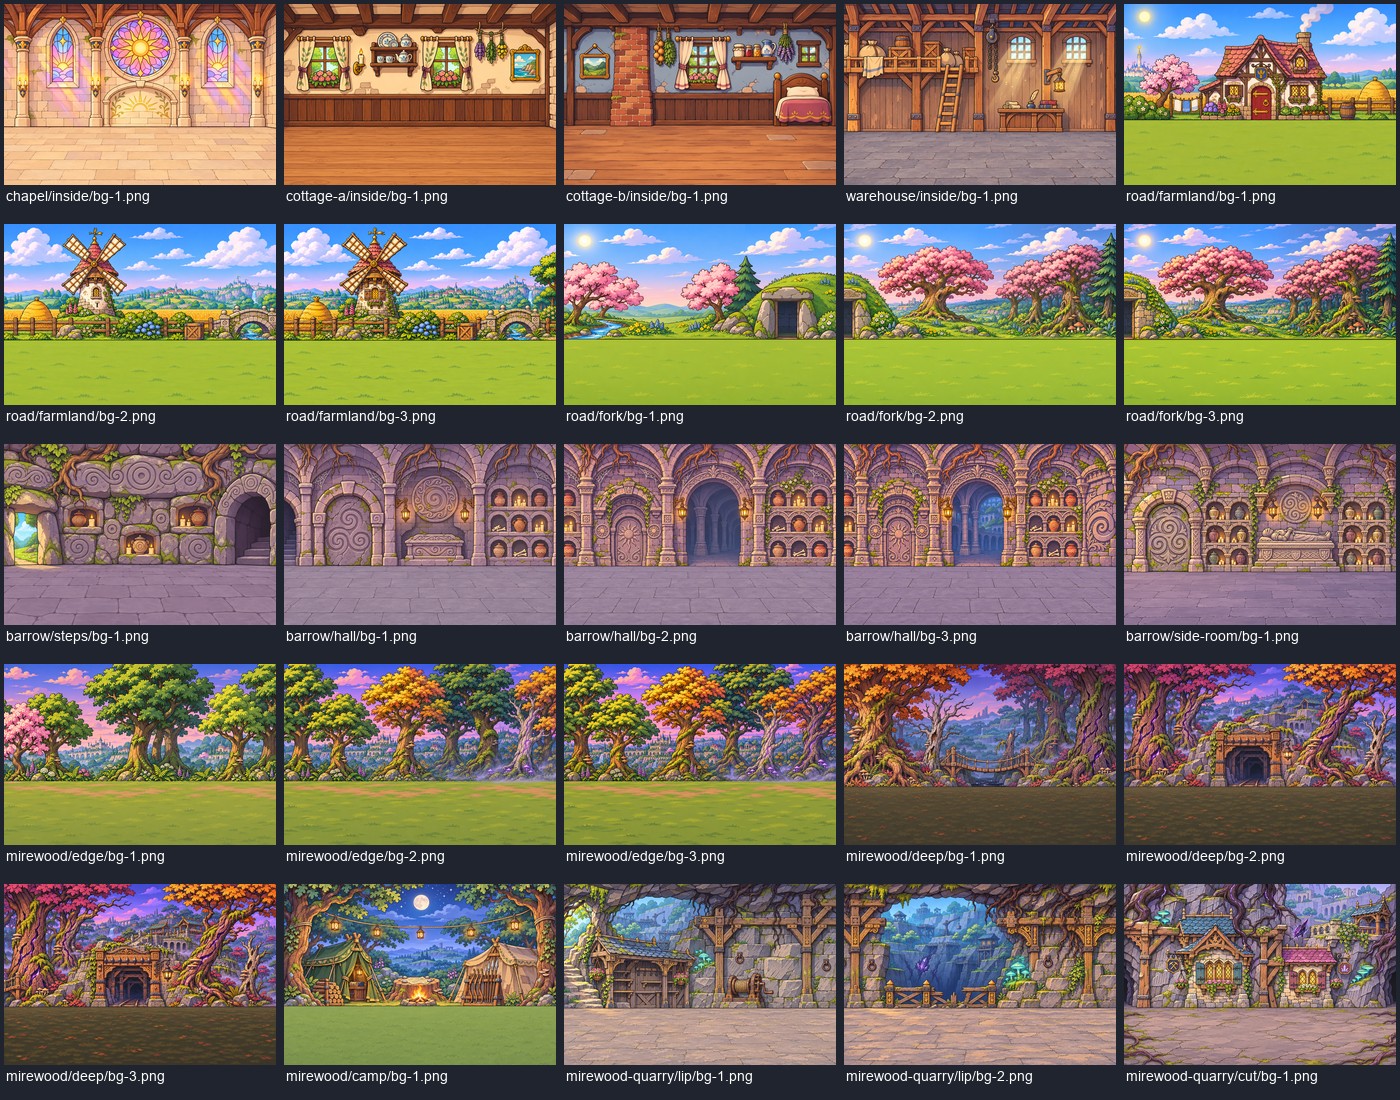 chapel/inside/bg-1.png
cottage-a/inside/bg-1.png
cottage-b/inside/bg-1.png
warehouse/inside/bg-1.png
road/farmland/bg-1.png
road/farmland/bg-2.png
road/farmland/bg-3.png
road/fork/bg-1.png
road/fork/bg-2.png
road/fork/bg-3.png
barrow/steps/bg-1.png
barrow/hall/bg-1.png
barrow/hall/bg-2.png
barrow/hall/bg-3.png
barrow/side-room/bg-1.png
mirewood/edge/bg-1.png
mirewood/edge/bg-2.png
mirewood/edge/bg-3.png
mirewood/deep/bg-1.png
mirewood/deep/bg-2.png
mirewood/deep/bg-3.png
mirewood/camp/bg-1.png
mirewood-quarry/lip/bg-1.png
mirewood-quarry/lip/bg-2.png
mirewood-quarry/cut/bg-1.png